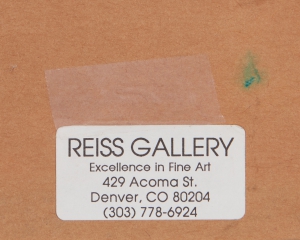 REISS GALLERY
Excellence in Fine Art
429 Acoma St.
Denver, CO 80204
(303) 778-6924